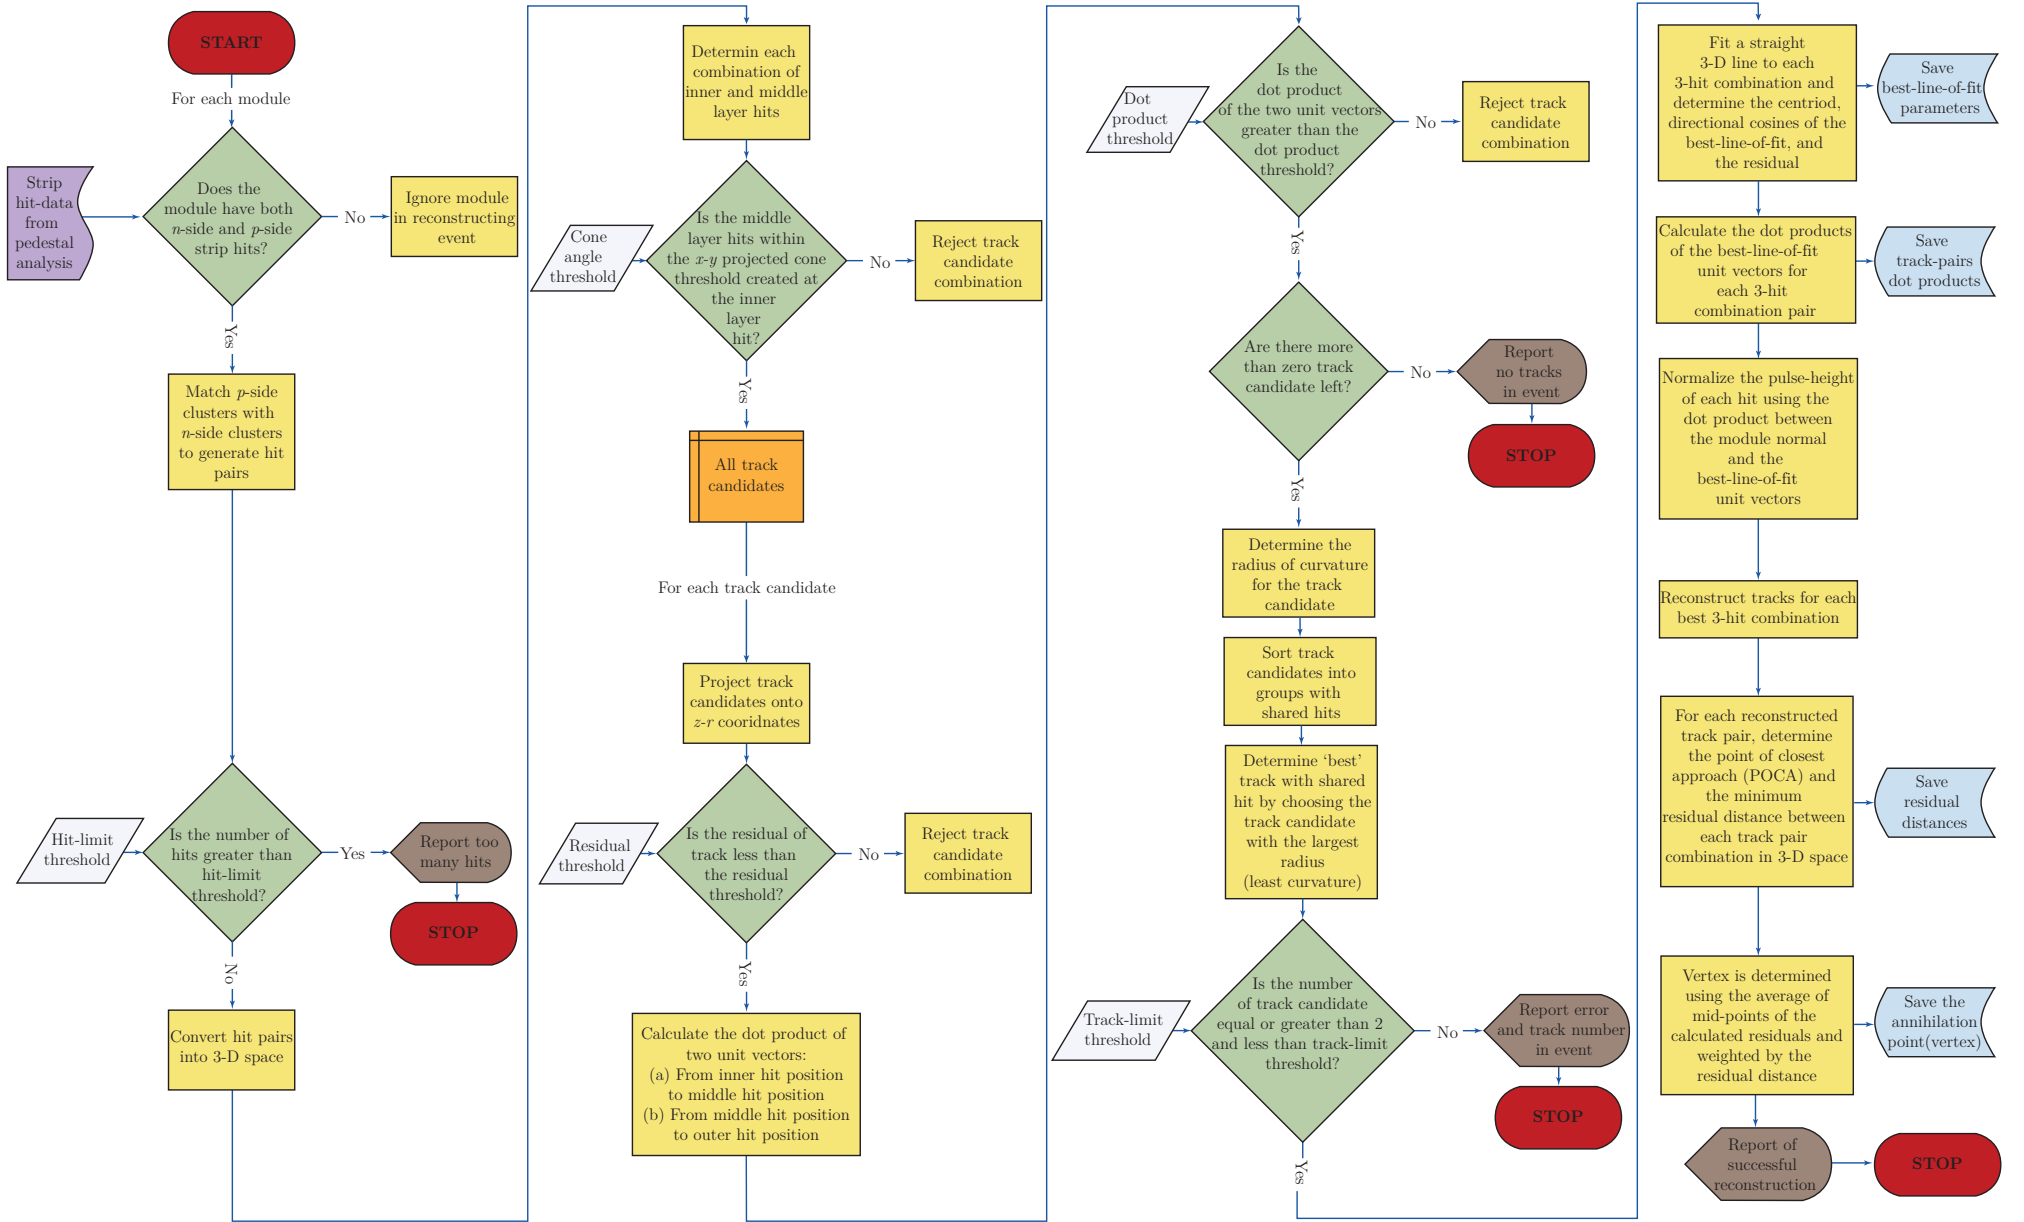 START
For each module
Strip
hit-data
from
pedestal
analysis
Does the
module have both
n-side and p-side
strip hits?
No
Ignore module
in reconstructing
event
Yes
Match p-side
clusters with
n-side clusters
to generate hit
pairs
Hit-limit
threshold
Is the number of
hits greater than
hit-limit
threshold?
Yes
Report too
many hits
STOP
No
Convert hit pairs
into 3-D space
Determin each
combination of
inner and middle
layer hits
Cone
angle
threshold
Is the middle
layer hits within
the x-y projected cone
threshold created at
the inner
layer
hit?
No
Reject track
candidate
combination
Yes
All track
candidates
For each track candidate
Project track
candidates onto
z-r cooridnates
Residual
threshold
Is the residual of
track less than
the residual
threshold?
No
Reject track
candidate
combination
Yes
Calculate the dot product of
two unit vectors:
(a) From inner hit position
to middle hit position
(b) From middle hit position
to outer hit position
Dot
product
threshold
Is the
dot product
of the two unit vectors
greater than the
dot product
threshold?
No
Reject track
candidate
combination
Yes
Are there more
than zero track
candidate left?
No
Report
no tracks
in event
STOP
Yes
Determine the
radius of curvature
for the track
candidate
Sort track
candidates into
groups with
shared hits
Determine ‘best’
track with shared
hit by choosing the
track candidate
with the largest
radius
(least curvature)
Track-limit
threshold
Is the number
of track candidate
equal or greater than 2
and less than track-limit
threshold?
No
Report error
and track number
in event
STOP
Yes
Fit a straight
3-D line to each
3-hit combination and
determine the centriod,
directional cosines of the
best-line-of-fit, and
the residual
Save
best-line-of-fit
parameters
Calculate the dot products
of the best-line-of-fit
unit vectors for
each 3-hit
combination pair
Save
track-pairs
dot products
Normalize the pulse-height
of each hit using the
dot product between
the module normal
and the
best-line-of-fit
unit vectors
Reconstruct tracks for each
best 3-hit combination
For each reconstructed
track pair, determine
the point of closest
approach (POCA) and
the minimum
residual distance between
each track pair
combination in 3-D space
Save
residual
distances
Vertex is determined
using the average of
mid-points of the
calculated residuals and
weighted by the
residual distance
Save the
annihilation
point(vertex)
Report of
successful
reconstruction
STOP